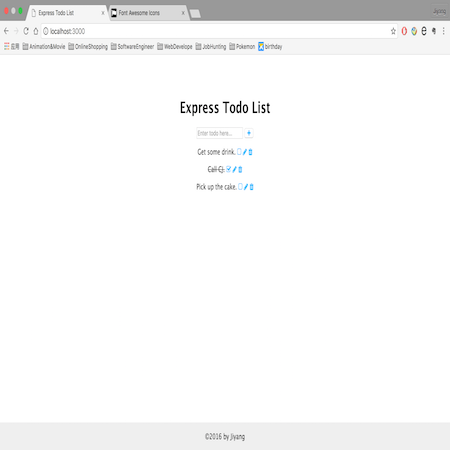 Express Todo List
Font Awesome Icons
Jiyang
localhost:3000
应用 Animation&Movie OnlineShopping SoftwareEngineer WebDevelope JobHunting Pokemon birthday
Express Todo List
Enter todo here...
Get some drink.
Call CJ.
Pick up the cake.
©2016 by Jiyang